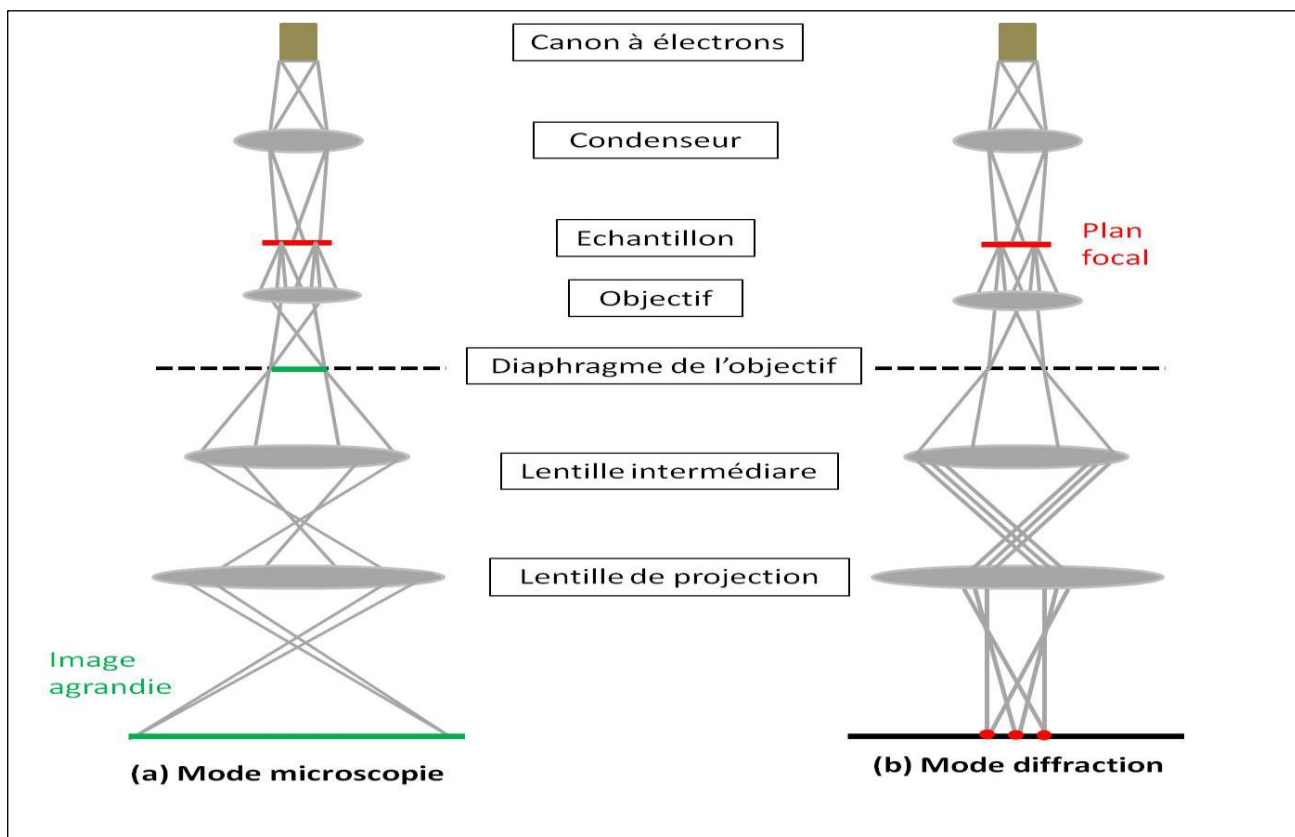 Canon à électrons
Condenseur
Echantillon
Plan
focal
Objectif
Diaphragme de l'objectif
Lentille intermédiare
Lentille de projection
Image
agrandie
(a) Mode microscopie
(b) Mode diffraction